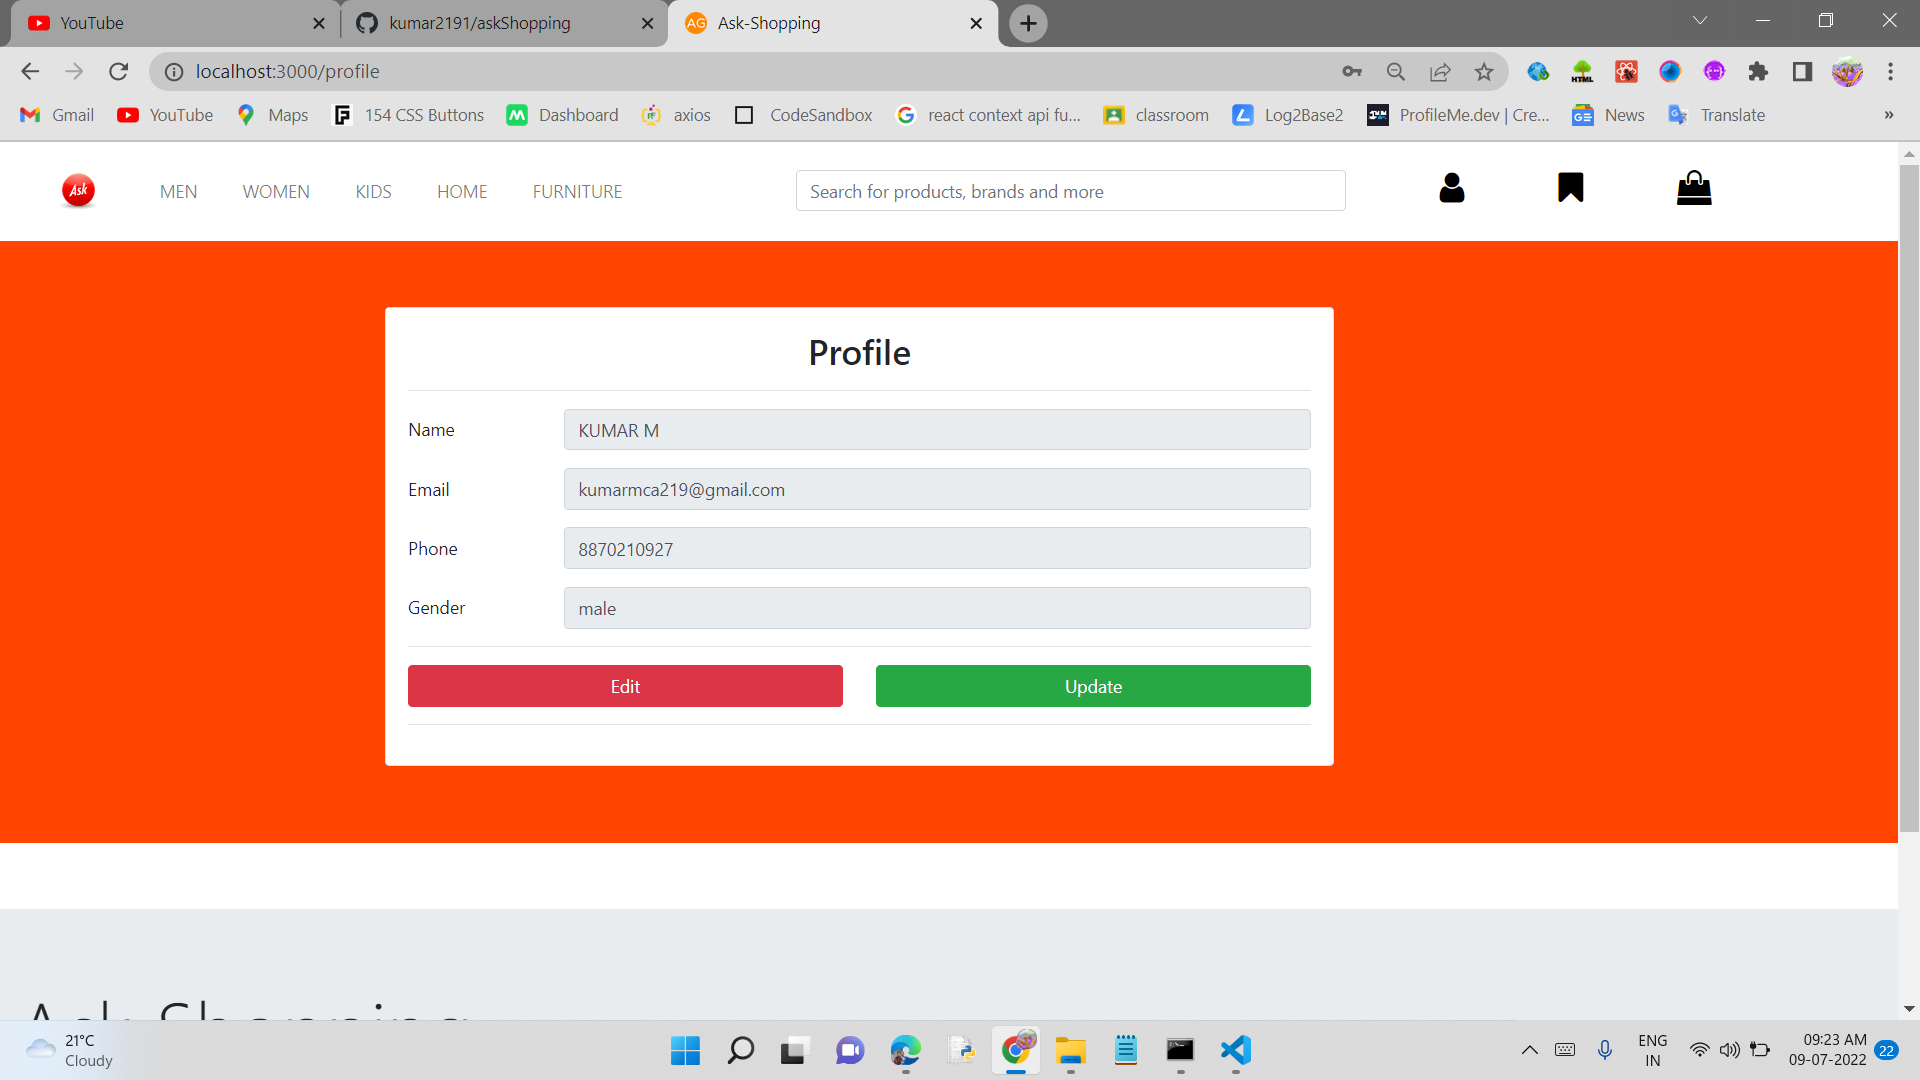 YouTube
kumar2191/askShopping
AG
Ask-Shopping
localhost:3000/profile
HTML
Gmail
YouTube
Maps
154 CSS Buttons
Dashboard
axios
CodeSandbox
react context api fu...
classroom
Log2Base2
ProfileMe.dev | Cre...
News
Translate
»
Ask
MEN
WOMEN
KIDS
HOME
FURNITURE
Search for products, brands and more
Profile
Name
KUMAR M
Email
kumarmca219@gmail.com
Phone
8870210927
Gender
male
Edit
Update
Ask Shopping
21°C
Cloudy
ENG
IN
09:23 AM
09-07-2022
22